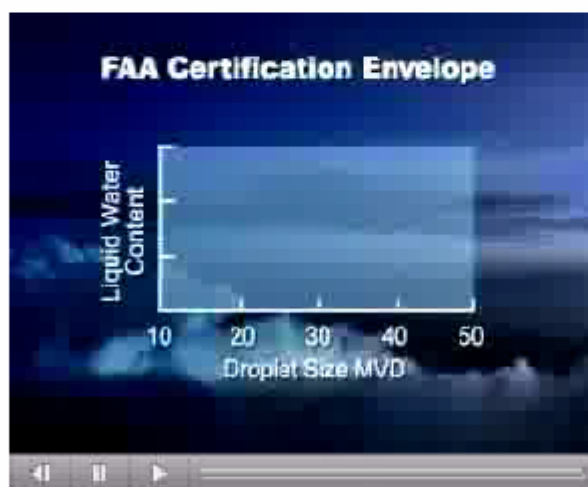 FAA Certification Envelope
Liquid Water
Content
10 20 30 40 50
Droplet Size MVD